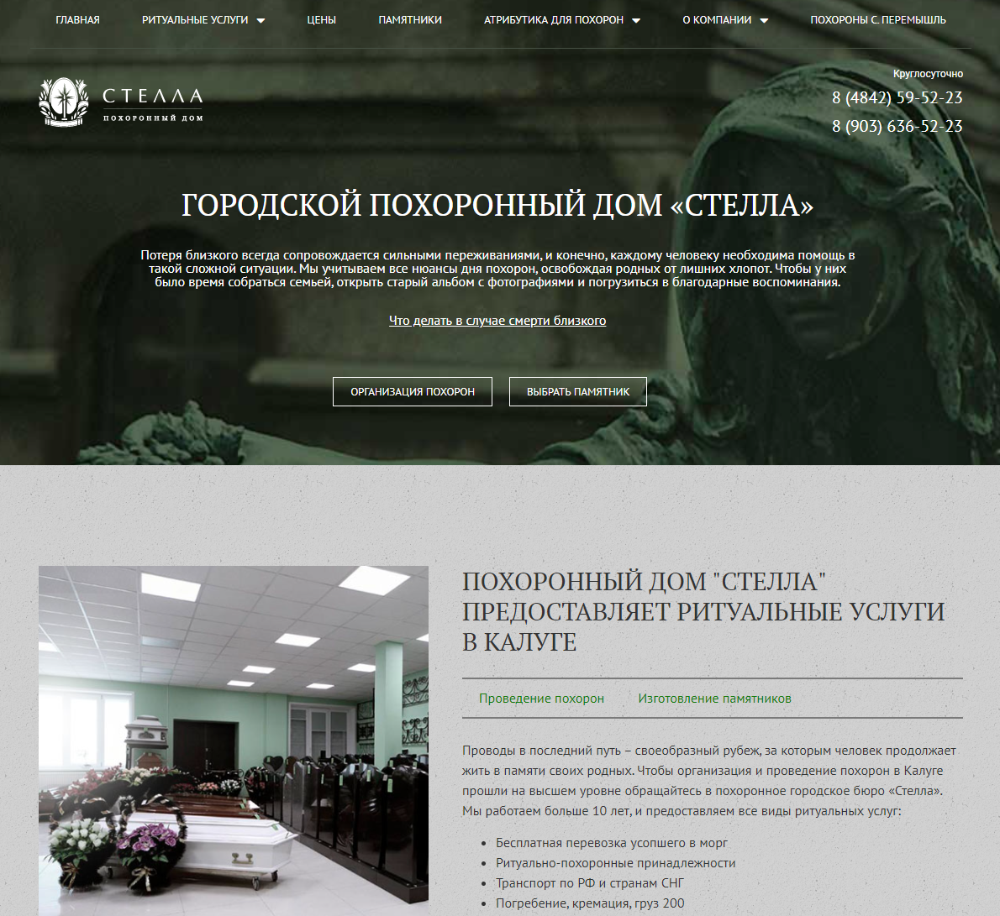 ГЛАВНАЯ РИТУАЛЬНЫЕ УСЛУГИ ЦЕНЫ ПАМЯТНИКИ АТРИБУТИКА ДЛЯ ПОХОРОН О КОМПАНИИ ПОХОРОНЫ С. ПЕРЕМЫШЛЬ
Круглосуточно
СТЕЛЛА
ПОХОРОННЫЙ ДОМ
8 (4842) 59-52-23
8 (903) 636-52-23
ГОРОДСКОЙ ПОХОРОННЫЙ ДОМ «СТЕЛЛА»
Потеря близкого всегда сопровождается сильными переживаниями, и конечно, каждому человеку необходима помощь в
такой сложной ситуации. Мы учитываем все нюансы дня похорон, освобождая родных от лишних хлопот. Чтобы у них
было время собраться семьей, открыть старый альбом с фотографиями и погрузиться в благодарные воспоминания.
Что делать в случае смерти близкого
ОРГАНИЗАЦИЯ ПОХОРОН ВЫБРАТЬ ПАМЯТНИК
ПОХОРОННЫЙ ДОМ "СТЕЛЛА"
ПРЕДОСТАВЛЯЕТ РИТУАЛЬНЫЕ УСЛУГИ
В КАЛУГЕ
Проведение похорон Изготовление памятников
Проводы в последний путь – своеобразный рубеж, за которым человек продолжает
жить в памяти своих родных. Чтобы организация и проведение похорон в Калуге
прошли на высшем уровне обращайтесь в похоронное городское бюро «Стелла».
Мы работаем больше 10 лет, и предоставляем все виды ритуальных услуг:
• Бесплатная перевозка усопшего в морг
• Ритуально-похоронные принадлежности
• Транспорт по РФ и странам СНГ
• Погребение, кремация, груз 200